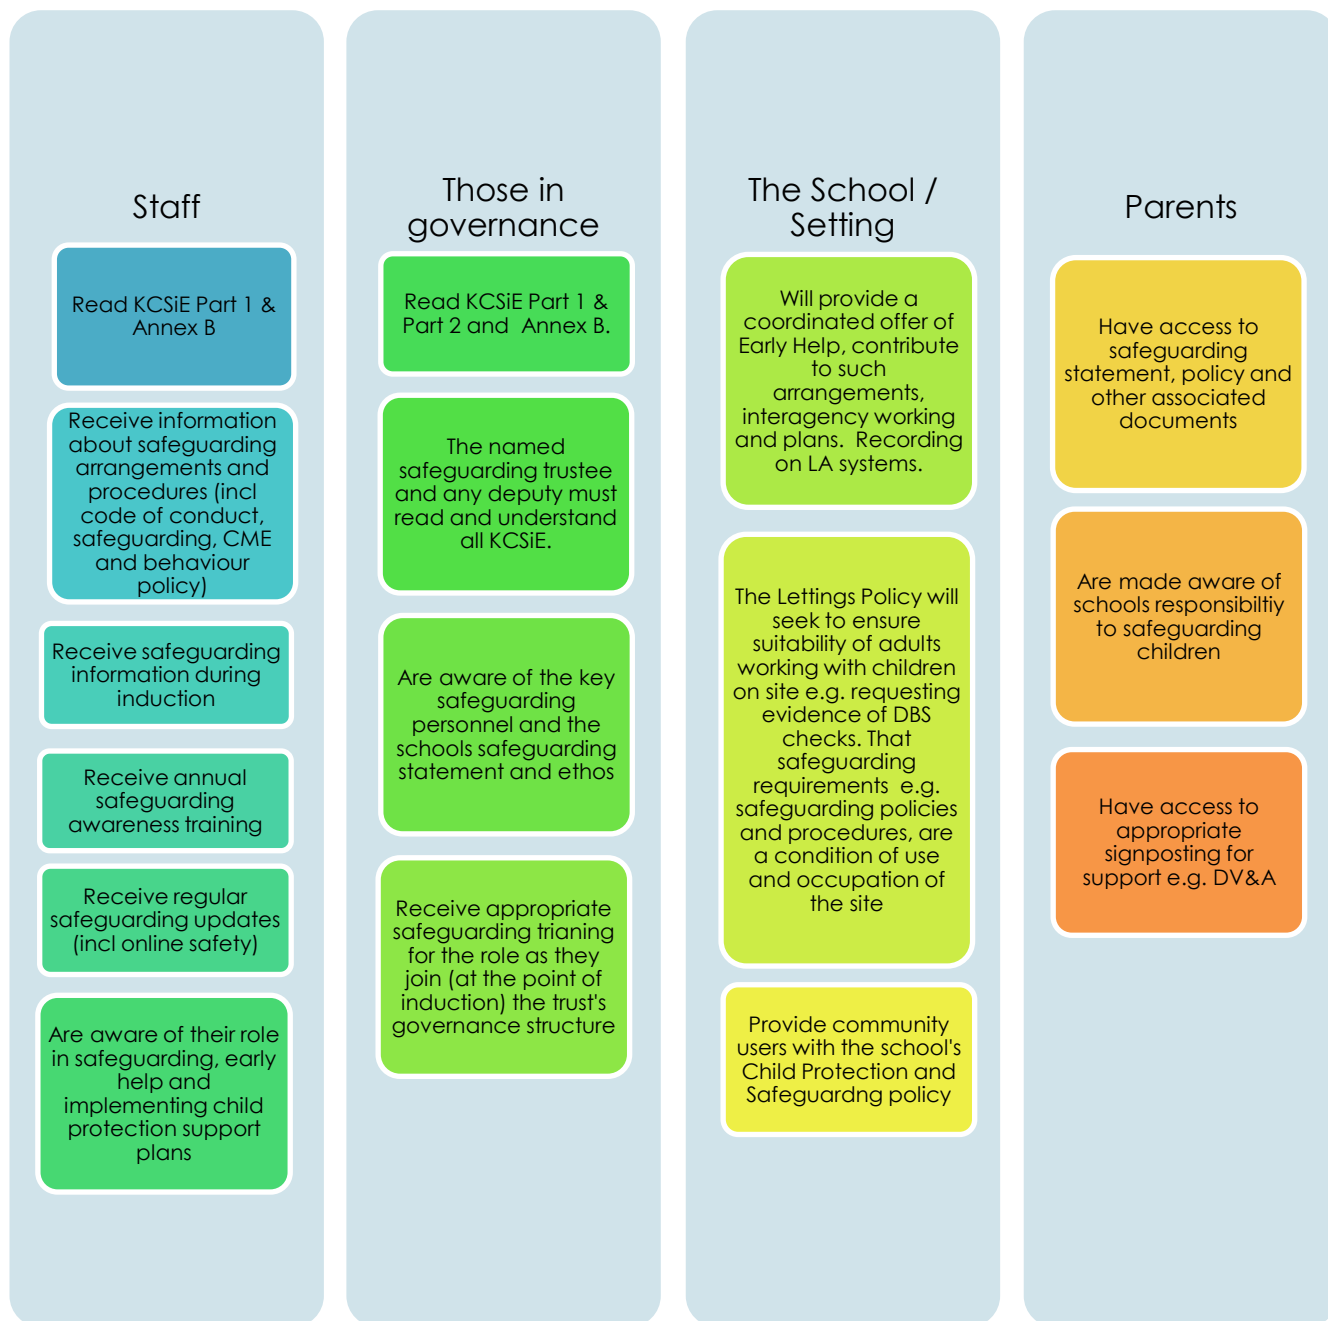 Staff
Read KCSiE Part 1 &
Annex B
Receive information
about safeguarding
arrangements and
procedures (incl
code of conduct,
safeguarding, CME
and behaviour
policy)
Receive safeguarding
information during
induction
Receive annual
safeguarding
awareness training
Receive regular
safeguarding updates
(incl online safety)
Are aware of their role
in safeguarding, early
help and
implementing child
protection support
plans
Those in
governance
Read KCSiE Part 1 &
Part 2 and  Annex B.
The named
safeguarding trustee
and any deputy must
read and understand
all KCSiE.
Are aware of the key
safeguarding
personnel and the
schools safeguarding
statement and ethos
Receive appropriate
safeguarding trianing
for the role as they
join (at the point of
induction) the trust's
governance structure
The School /
Setting
Will provide a
coordinated offer of
Early Help, contribute
to such
arrangements,
interagency working
and plans.  Recording
on LA systems.
The Lettings Policy will
seek to ensure
suitability of adults
working with children
on site e.g. requesting
evidence of DBS
checks. That
safeguarding
requirements  e.g.
safeguarding policies
and procedures, are
a condition of use
and occupation of
the site
Provide community
users with the school's
Child Protection and
Safeguardng policy
Parents
Have access to
safeguarding
statement, policy and
other associated
documents
Are made aware of
schools responsibiltiy
to safeguarding
children
Have access to
appropriate
signposting for
support e.g. DV&A